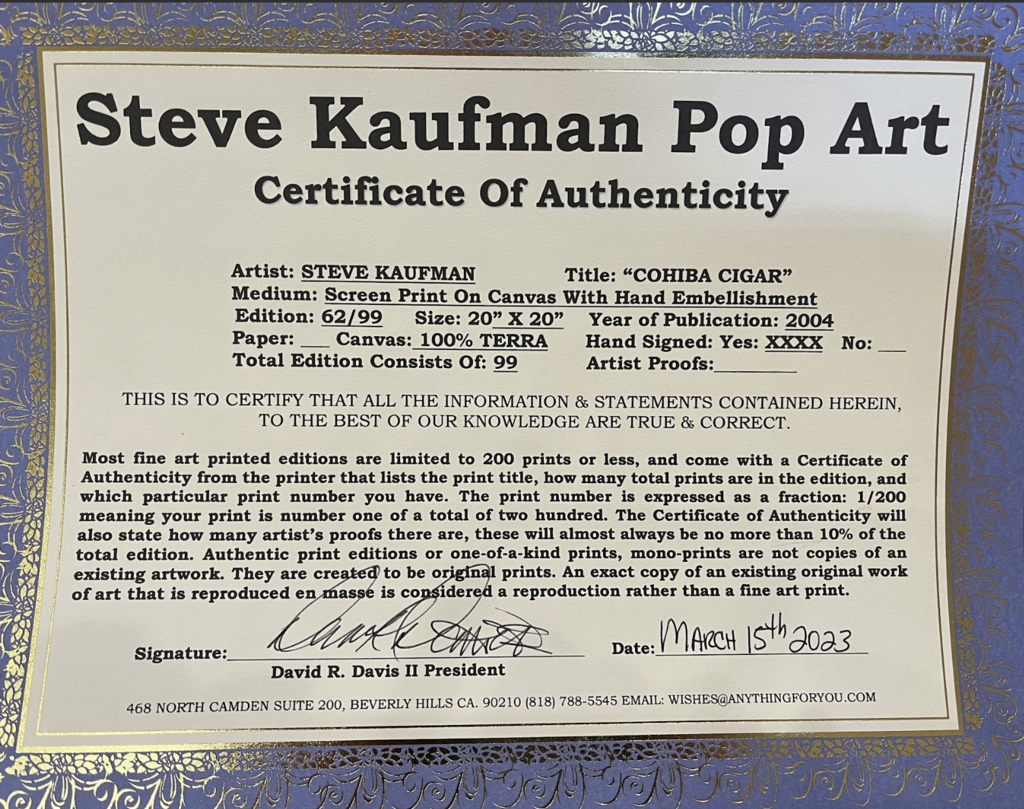 Steve Kaufman Pop Art
Certificate Of Authenticity
Artist: STEVE KAUFMAN Title: “COHIBA CIGAR”
Medium: Screen Print On Canvas With Hand Embellishment
Edition: 62/99 Size: 20” X 20” Year of Publication: 2004
Paper: ___ Canvas: 100% TERRA Hand Signed: Yes: XXXX No: ___
Total Edition Consists Of: 99 Artist Proofs:_________
THIS IS TO CERTIFY THAT ALL THE INFORMATION & STATEMENTS CONTAINED HEREIN,
TO THE BEST OF OUR KNOWLEDGE ARE TRUE & CORRECT.
Most fine art printed editions are limited to 200 prints or less, and come with a Certificate of
Authenticity from the printer that lists the print title, how many total prints are in the edition, and
which particular print number you have. The print number is expressed as a fraction: 1/200
meaning your print is number one of a total of two hundred. The Certificate of Authenticity will
also state how many artist’s proofs there are, these will almost always be no more than 10% of the
total edition. Authentic print editions or one-of-a-kind prints, mono-prints are not copies of an
existing artwork. They are created to be original prints. An exact copy of an existing original work
of art that is reproduced en masse is considered a reproduction rather than a fine art print.
Signature: Date: MARCH 15th 2023
David R. Davis II President
468 NORTH CAMDEN SUITE 200, BEVERLY HILLS CA. 90210 (818) 788-5545 EMAIL: WISHES@ANYTHINGFORYOU.COM